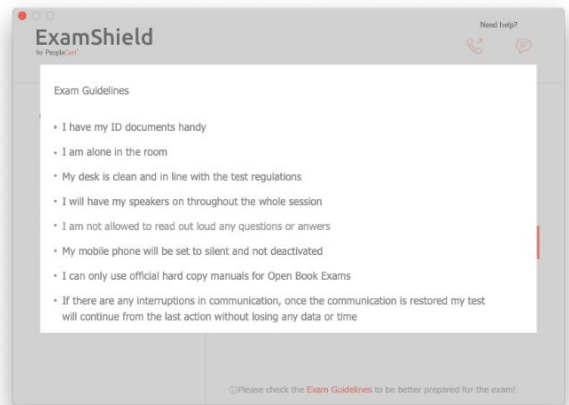 Need help?
ExamShield
by PeopleCert
Exam Guidelines
• I have my ID documents handy
• I am alone in the room
• My desk is clean and in line with the test regulations
• I will have my speakers on throughout the whole session
• I am not allowed to read out loud any questions or anwers
• My mobile phone will be set to silent and not deactivated
• I can only use official hard copy manuals for Open Book Exams
• If there are any interruptions in communication, once the communication is restored my test
will continue from the last action without losing any data or time
Please check the Exam Guidelines to be better prepared for the exam!